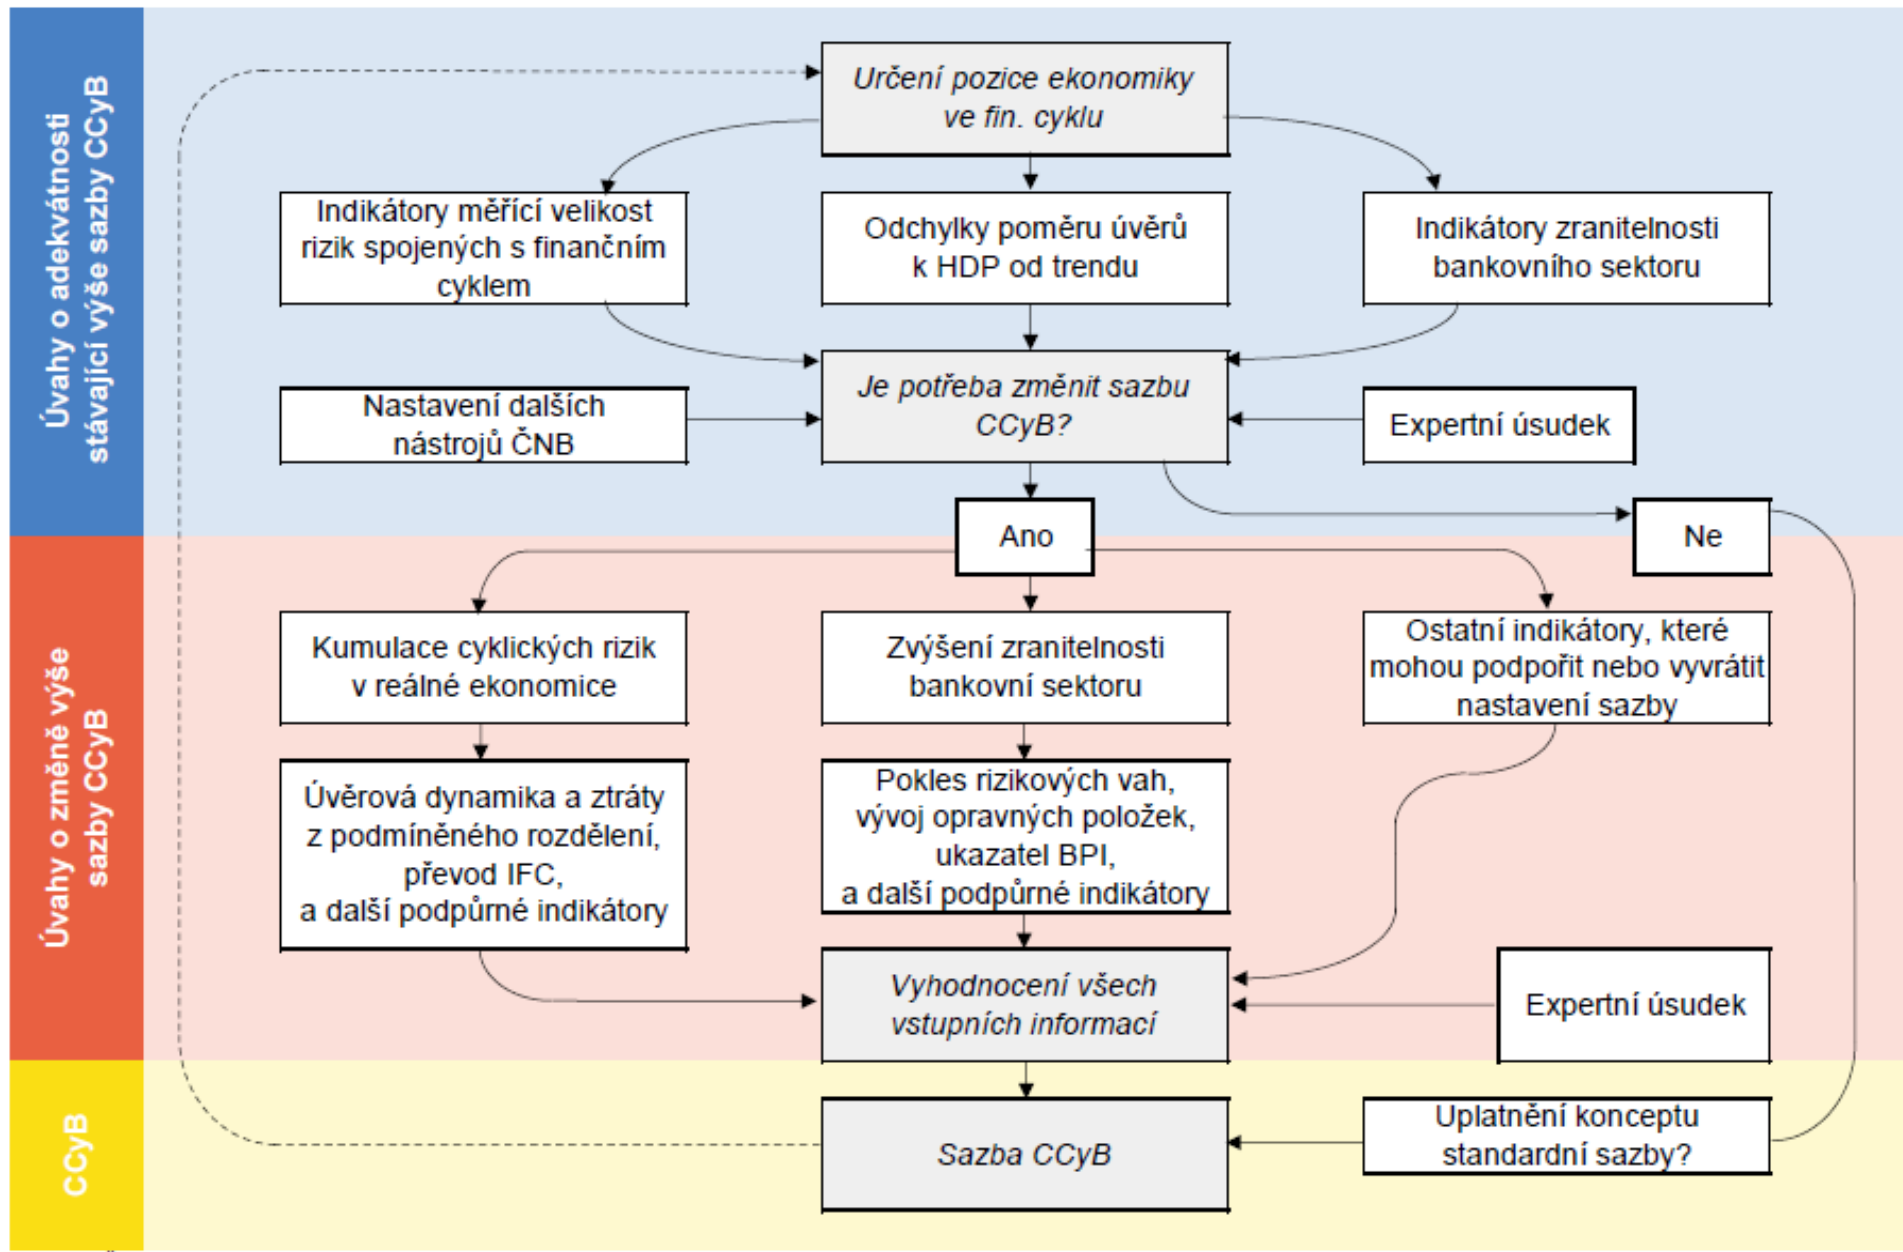 Úvahy o adekvátnosti
stávající výše sazby CCyB
Určení pozice ekonomiky
ve fin. cyklu
Indikátory měřící velikost
rizik spojených s finančním
cyklem
Odchylky poměru úvěrů
k HDP od trendu
Indikátory zranitelnosti
bankovního sektoru
Je potřeba změnit sazbu
CCyB?
Nastavení dalších
nástrojů ČNB
Expertní úsudek
Ano
Ne
Úvahy o změně výše
sazby CCyB
Kumulace cyklických rizik
v reálné ekonomice
Zvýšení zranitelnosti
bankovní sektoru
Ostatní indikátory, které
mohou podpořit nebo vyvrátit
nastavení sazby
Úvěrová dynamika a ztráty
z podmíněného rozdělení,
převod IFC,
a další podpůrné indikátory
Pokles rizikových vah,
vývoj opravných položek,
ukazatel BPI,
a další podpůrné indikátory
Vyhodnocení všech
vstupních informací
Expertní úsudek
CCyB
Sazba CCyB
Uplatnění konceptu
standardní sazby?